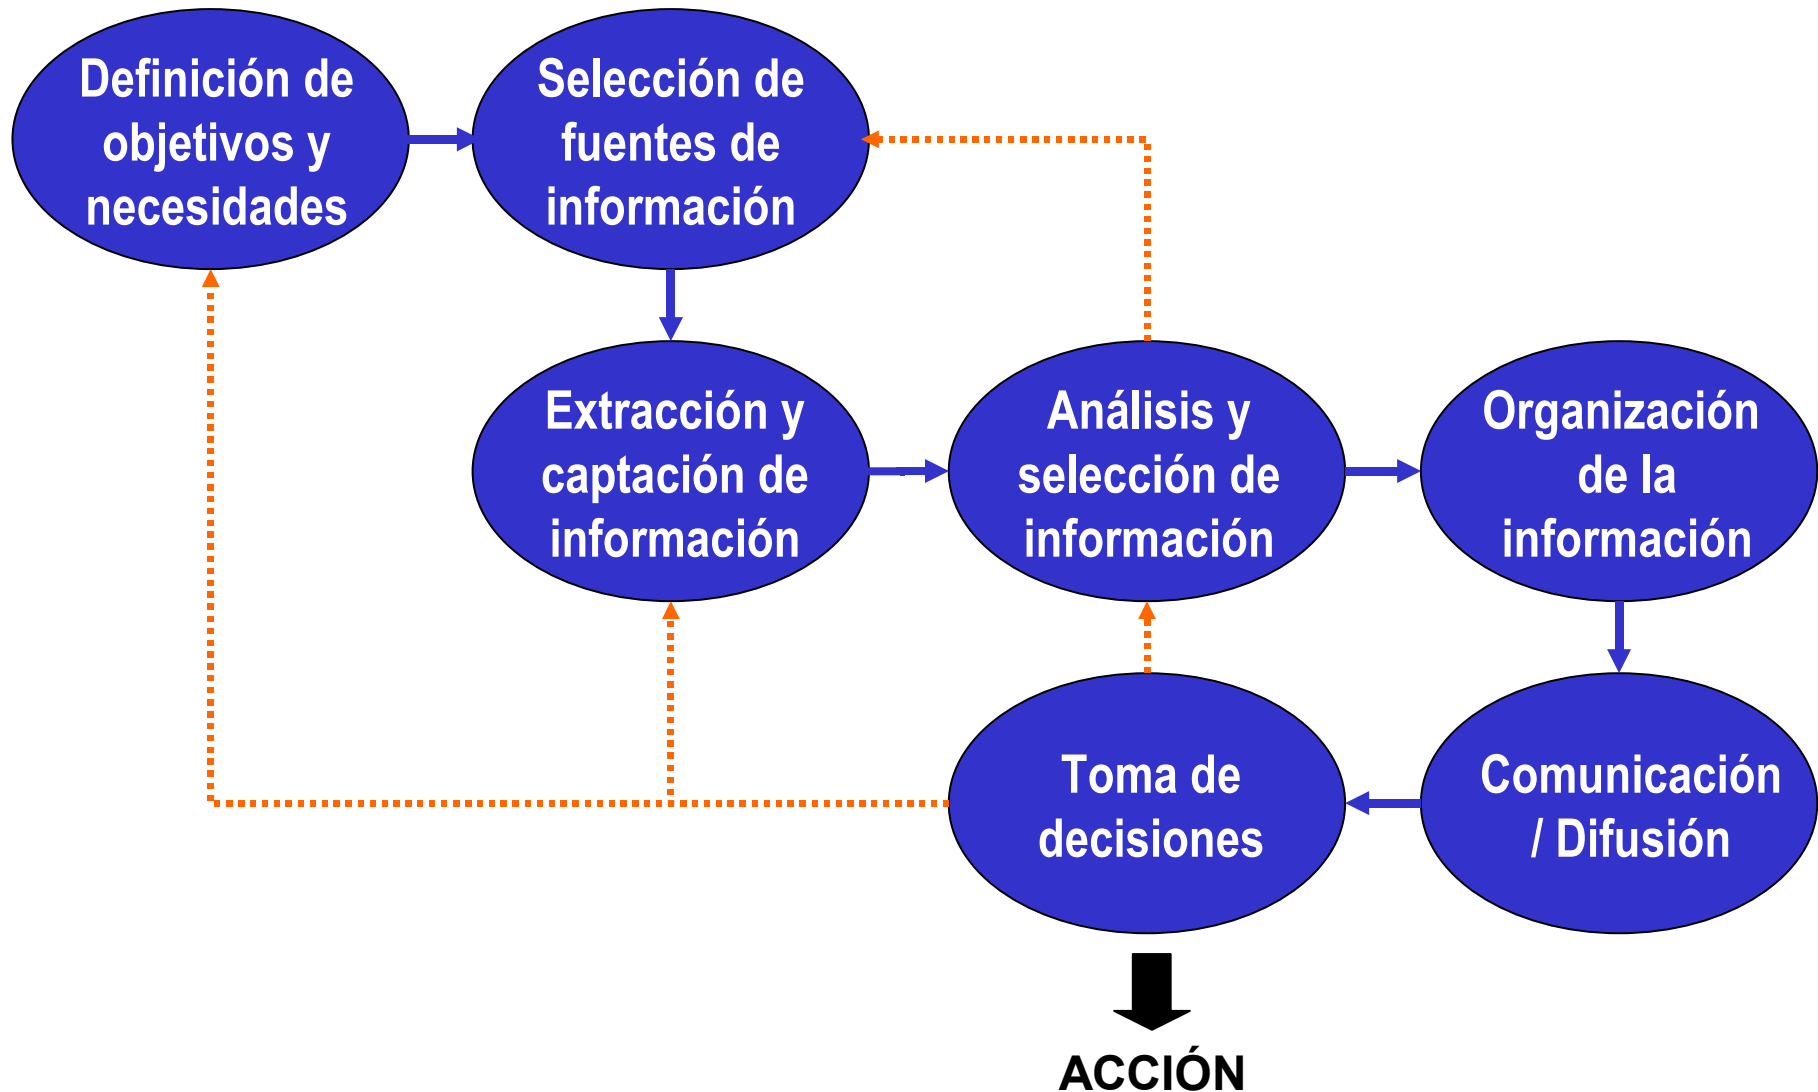 Definición de
objetivos y
necesidades
Selección de
fuentes de
información
Extracción y
captación de
información
Análisis y
selección de
información
Organización
de la
información
Toma de
decisiones
Comunicación
/ Difusión
ACCIÓN